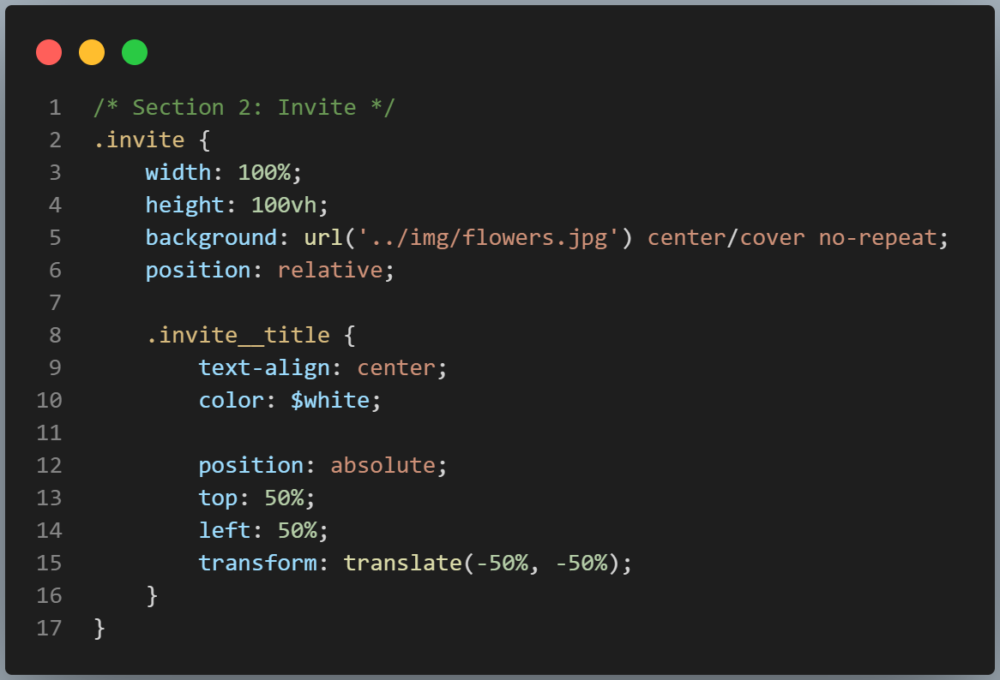 1 /* Section 2: Invite */
2 .invite {
3     width: 100%;
4     height: 100vh;
5     background: url('../img/flowers.jpg') center/cover no-repeat;
6     position: relative;
7
8     .invite__title {
9         text-align: center;
10         color: $white;
11
12         position: absolute;
13         top: 50%;
14         left: 50%;
15         transform: translate(-50%, -50%);
16     }
17 }